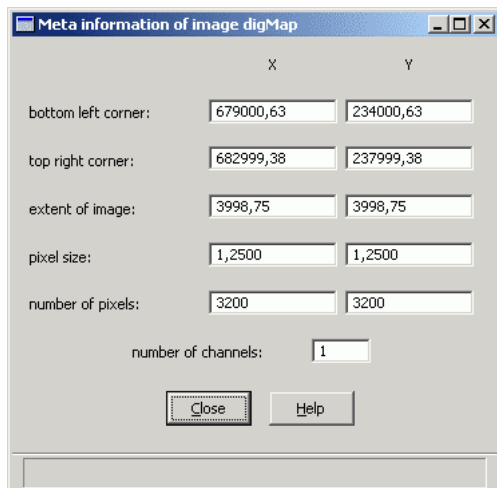 Meta information of image digMap
X Y
bottom left corner: 679000,63 234000,63
top right corner: 682999,38 237999,38
extent of image: 3998,75 3998,75
pixel size: 1,2500 1,2500
number of pixels: 3200 3200
number of channels: 1
Close Help